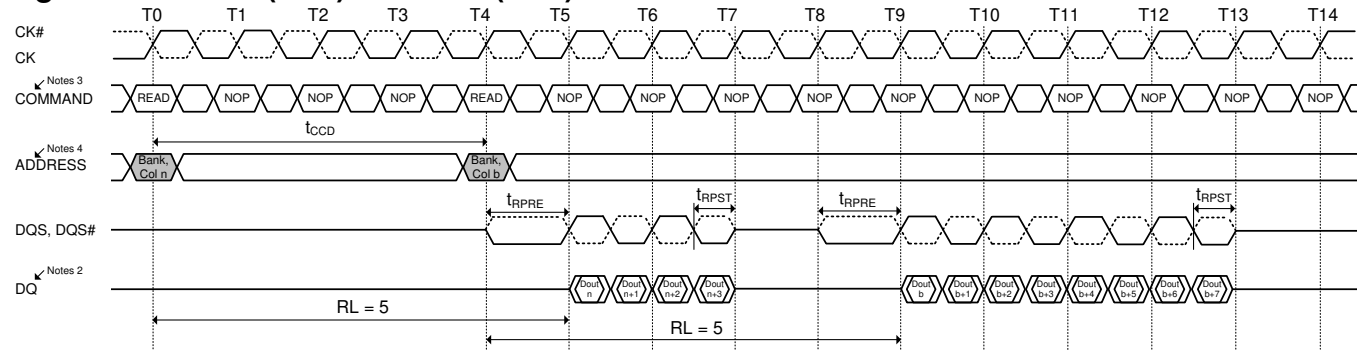 T0 T1 T2 T3 T4 T5 T6 T7 T8 T9 T10 T11 T12 T13 T14
CK#
CK
Notes 3
COMMAND READ NOP NOP NOP READ NOP NOP NOP NOP NOP NOP NOP NOP NOP NOP
tCCD
Notes 4
ADDRESS
Bank, Col n
Bank, Col b
tRPRE tRPST tRPRE tRPST
DQS, DQS#
Notes 2
DQ
Dout n
Dout n+1
Dout n+2
Dout n+3
Dout b
Dout b+1
Dout b+2
Dout b+3
Dout b+4
Dout b+5
Dout b+6
Dout b+7
RL = 5
RL = 5